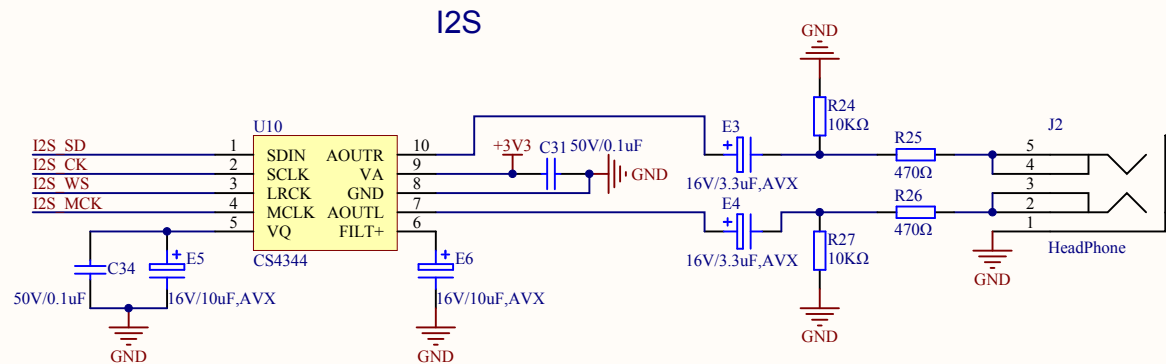 I2S
GND
R24
10KΩ
U10
E3
R25
J2
I2S_SD
1
SDIN
AOUTR
10
+3V3
C31
50V/0.1uF
470Ω
5
I2S_CK
2
SCLK
VA
9
GND
16V/3.3uF,AVX
4
I2S_WS
3
LRCK
GND
8
E4
R26
3
I2S_MCK
4
MCLK
AOUTL
7
470Ω
2
5
VQ
FILT+
6
R27
10KΩ
1
CS4344
16V/3.3uF,AVX
HeadPhone
C34
E5
E6
50V/0.1uF
16V/10uF,AVX
16V/10uF,AVX
GND
GND
GND
GND